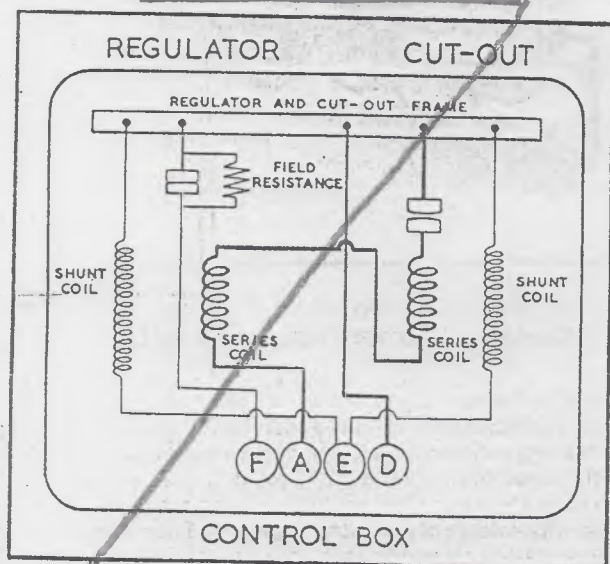 REGULATOR CUT-OUT
REGULATOR AND CUT-OUT FRAME
FIELD
RESISTANCE
SHUNT
COIL
SERIES
COIL
SERIES
COIL
SHUNT
COIL
F A E D
CONTROL BOX